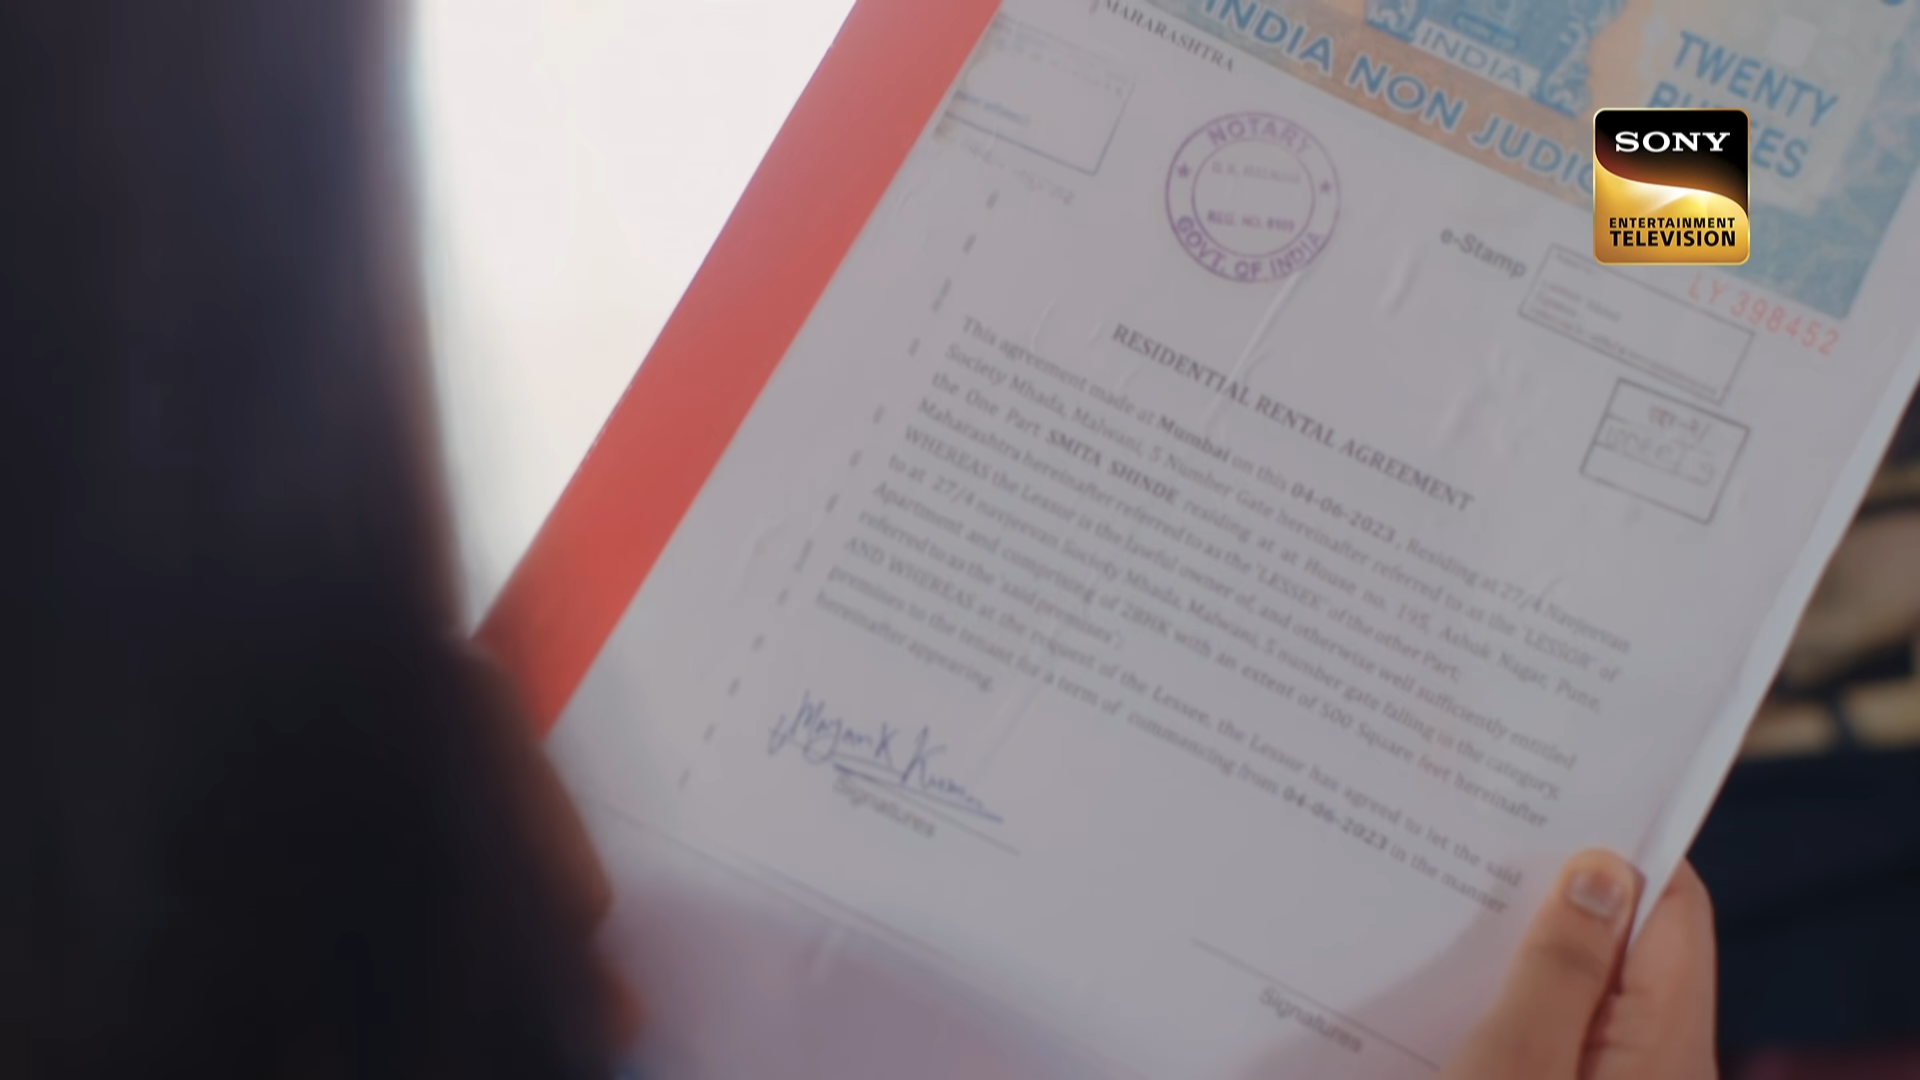 MAHARASHTRA
INDIA NON JUDIC
INDIA
TWENTY
RUPEES
SONY
ENTERTAINMENT
TELEVISION
NOTARY
REG. NO.
GOVT. OF INDIA
e-Stamp
LY 398452
RESIDENTIAL RENTAL AGREEMENT
This agreement made at Mumbai on this 04-06-2023 , Residing at 27/4 Navjeevan
Society Mhada, Malwani, 5 Number Gate hereinafter referred to as the 'LESSOR' of
the One Part SMITA SHINDE residing at at House no. 195, Ashok Nagar, Pune,
Maharashtra hereinafter referred to as the 'LESSEE' of the other Part;
WHEREAS the Lessor is the lawful owner of, and otherwise well sufficiently entitled
to at 27/4 navjeevan Society Mhada, Malwani, 5 number gate falling in the category,
Apartment and comprising of 2BHK with an extent of 500 Square feet hereinafter
referred to as the 'said premises';
AND WHEREAS at the request of the Lessee, the Lessor has agreed to let the said
premises to the tenant for a term of commencing from 04-06-2023 in the manner
hereinafter appearing.
Mayank Kumar
Signatures
Signatures